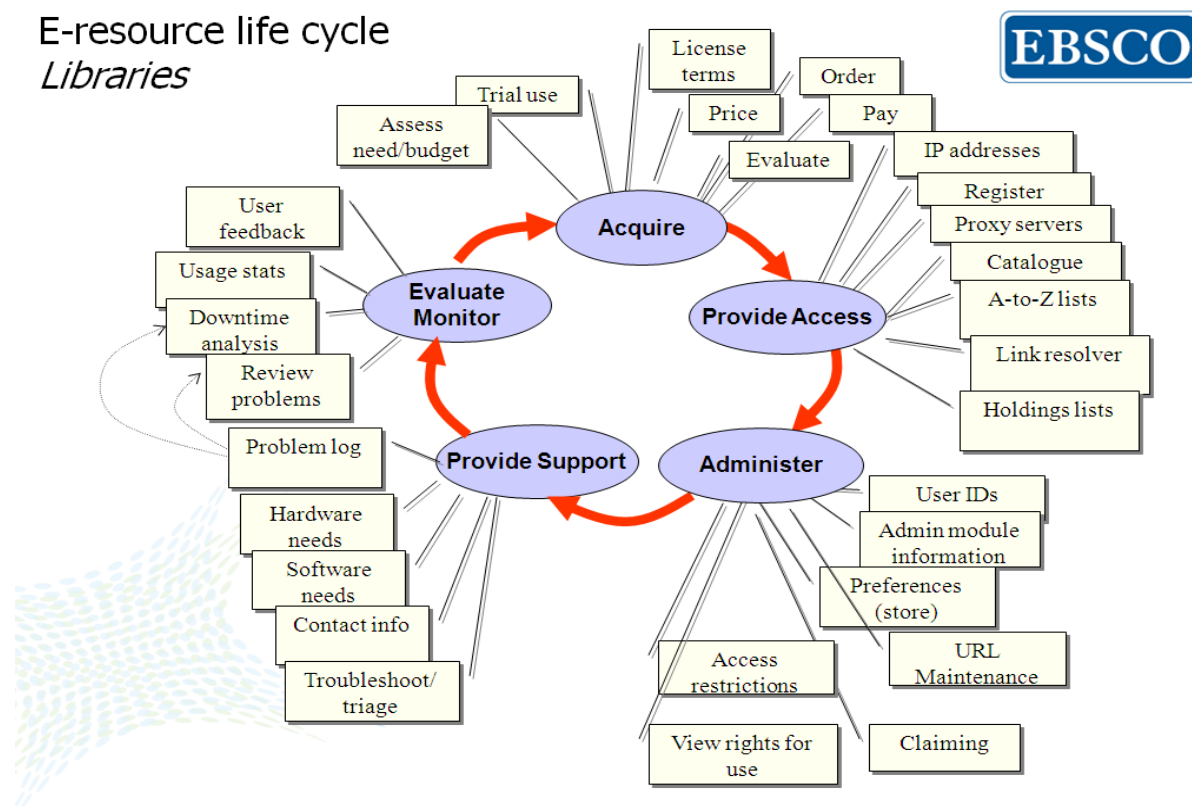 E-resource life cycle
Libraries
EBSCO
License
terms
Trial use
Order
Price
Pay
Assess
need/budget
Evaluate
IP addresses
Register
Proxy servers
Catalogue
A-to-Z lists
Link resolver
Holdings lists
User
feedback
Usage stats
Downtime
analysis
Review
problems
Acquire
Evaluate
Monitor
Provide Access
Provide Support
Administer
Problem log
Hardware
needs
Software
needs
Contact info
Troubleshoot/
triage
User IDs
Admin module
information
Preferences
(store)
URL
Maintenance
Access
restrictions
View rights for
use
Claiming